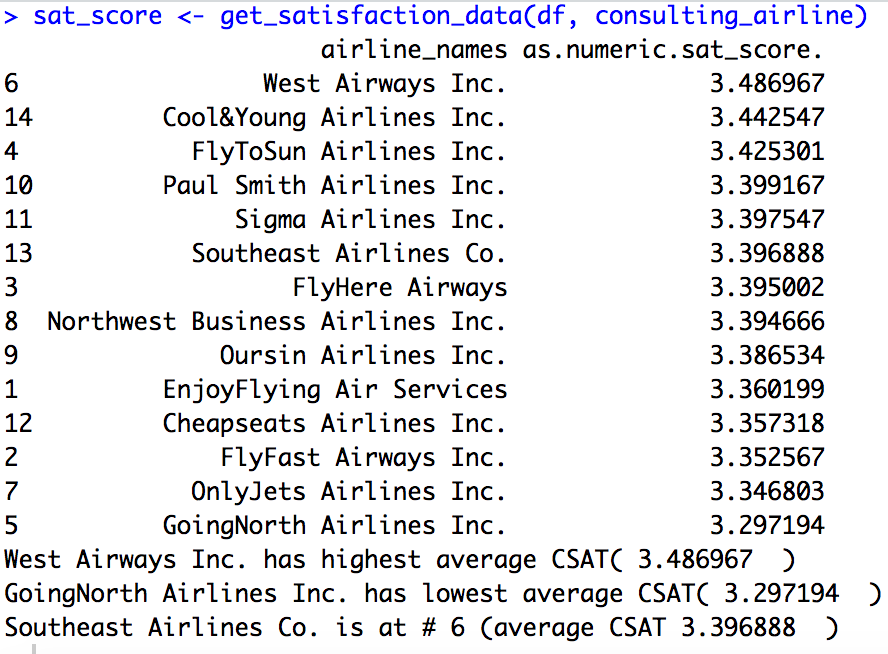 > sat_score <- get_satisfaction_data(df, consulting_airline)
airline_names as.numeric.sat_score.
6 West Airways Inc. 3.486967
14 Cool&Young Airlines Inc. 3.442547
4 FlyToSun Airlines Inc. 3.425301
10 Paul Smith Airlines Inc. 3.399167
11 Sigma Airlines Inc. 3.397547
13 Southeast Airlines Co. 3.396888
3 FlyHere Airways 3.395002
8 Northwest Business Airlines Inc. 3.394666
9 Oursin Airlines Inc. 3.386534
1 EnjoyFlying Air Services 3.360199
12 Cheapseats Airlines Inc. 3.357318
2 FlyFast Airways Inc. 3.352567
7 OnlyJets Airlines Inc. 3.346803
5 GoingNorth Airlines Inc. 3.297194
West Airways Inc. has highest average CSAT( 3.486967  )
GoingNorth Airlines Inc. has lowest average CSAT( 3.297194  )
Southeast Airlines Co. is at # 6 (average CSAT 3.396888  )